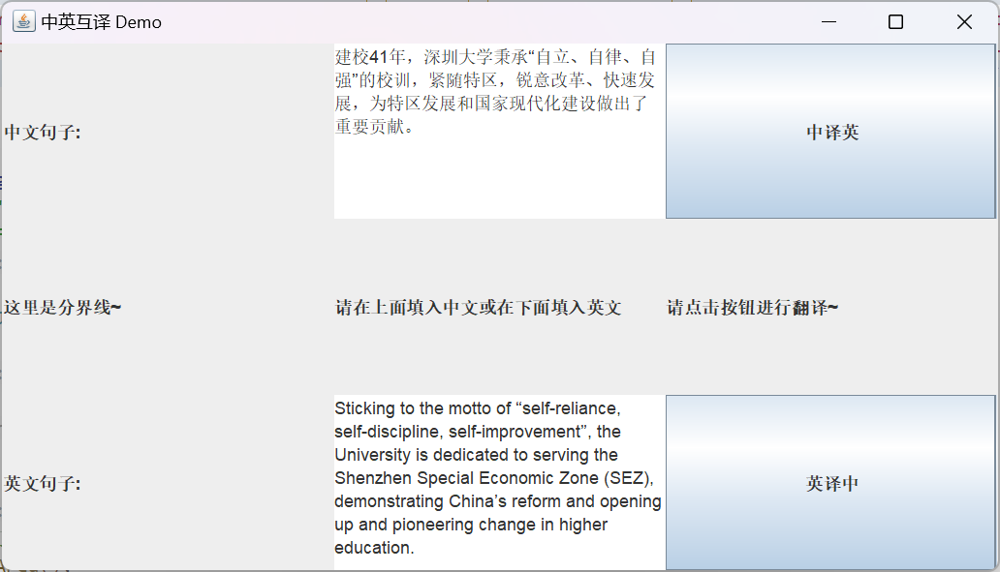 中英互译 Demo
建校41年，深圳大学秉承“自立、自律、自
强”的校训，紧随特区，锐意改革、快速发
展，为特区发展和国家现代化建设做出了
重要贡献。
中文句子:
中译英
这里是分界线~
请在上面填入中文或在下面填入英文
请点击按钮进行翻译~
Sticking to the motto of “self-reliance,
self-discipline, self-improvement”, the
University is dedicated to serving the
Shenzhen Special Economic Zone (SEZ),
demonstrating China’s reform and opening
up and pioneering change in higher
education.
英文句子:
英译中